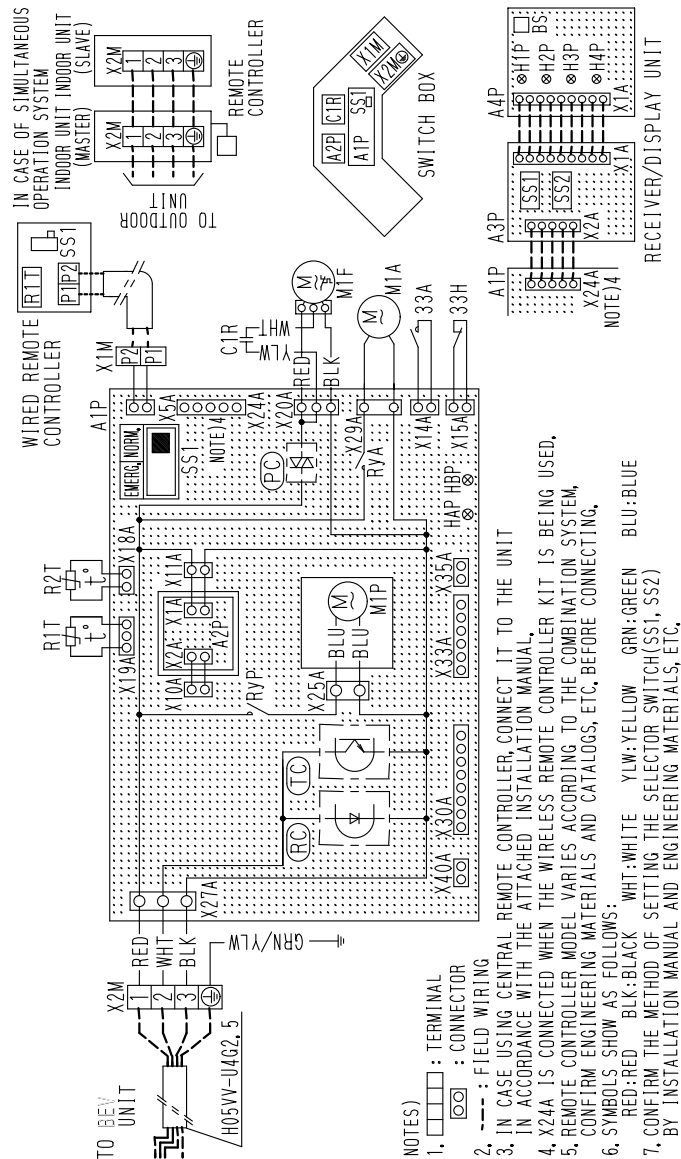 TO BEV
UNIT
H05VV-U4G2.5
X2M
1
2
3
RED
WHT
BLK
GRN/YLW
X27A
R1T
t°
X19A
R2T
t°
X18A
WIRED REMOTE
CONTROLLER
R1T
SS1
P1P2
X1M
P2
P1
A1P
EMERG.
NORM.
SS1
X5A
NOTE)4
X24A
X20A
PC
X10A
X2A
X1A
X11A
A2P
RyP
X25A
BLU
BLU
M
M1P
RC
TC
X29A
RyA
X14A
X15A
X40A
X30A
X33A
X35A
HAP
HBP
C1R
YLW
WHT
RED
BLK
M
M1F
M
M1A
33A
33H
IN CASE OF SIMULTANEOUS
OPERATION SYSTEM
INDOOR UNIT
(MASTER)
INDOOR UNIT
(SLAVE)
X2M
1
2
3
X2M
1
2
3
TO OUTDOOR
UNIT
REMOTE
CONTROLLER
A2P
C1R
A1P
SS1
X1M
X2M
SWITCH BOX
A1P
X24A
NOTE)4
A3P
SS1
SS2
X2A
X1A
A4P
BS
H1P
H2P
H3P
H4P
X1A
RECEIVER/DISPLAY UNIT
NOTES)
1. : TERMINAL
: CONNECTOR
2. : FIELD WIRING
3. IN CASE USING CENTRAL REMOTE CONTROLLER, CONNECT IT TO THE UNIT
IN ACCORDANCE WITH THE ATTACHED INSTALLATION MANUAL.
4. X24A IS CONNECTED WHEN THE WIRELESS REMOTE CONTROLLER KIT IS BEING USED.
5. REMOTE CONTROLLER MODEL VARIES ACCORDING TO THE COMBINATION SYSTEM,
CONFIRM ENGINEERING MATERIALS AND CATALOGS, ETC. BEFORE CONNECTING.
6. SYMBOLS SHOW AS FOLLOWS:
RED:RED BLK:BLACK WHT:WHITE YLW:YELLOW GRN:GREEN BLU:BLUE
7. CONFIRM THE METHOD OF SETTING THE SELECTOR SWITCH(SS1, SS2)
BY INSTALLATION MANUAL AND ENGINEERING MATERIALS, ETC.